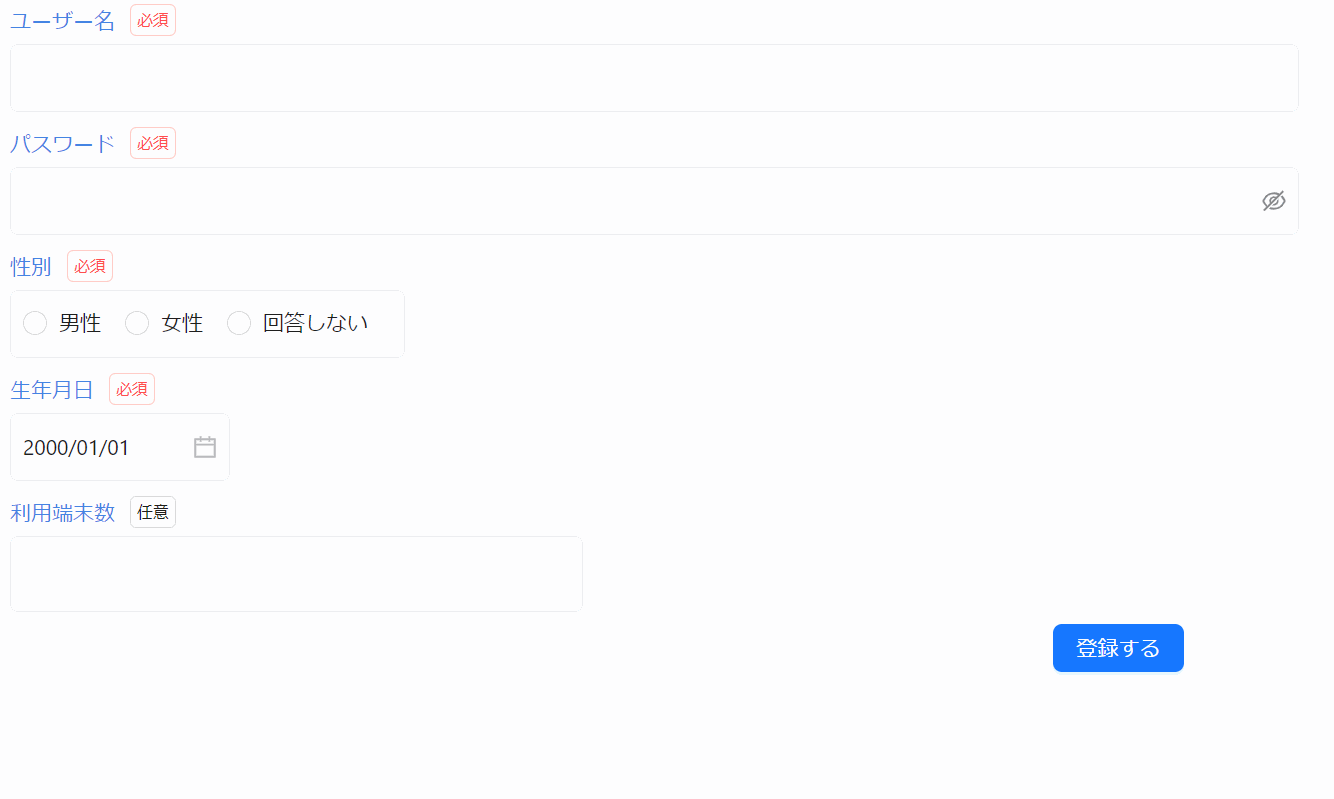 ユーザー名 必須
パスワード 必須
性別 必須
男性 女性 回答しない
生年月日 必須
2000/01/01
利用端末数 任意
登録する